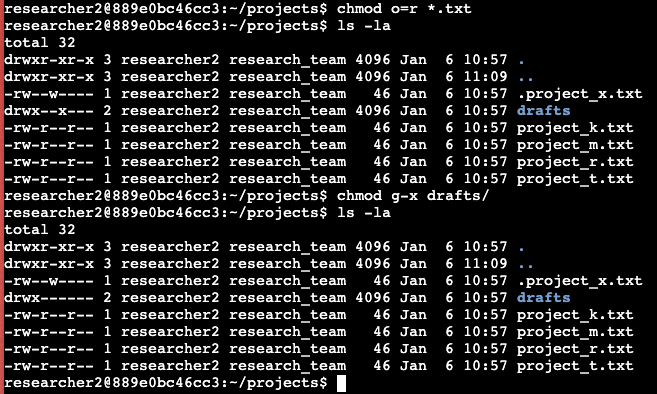 researcher2@889e0bc46cc3:~/projects$ chmod o=r *.txt
researcher2@889e0bc46cc3:~/projects$ ls -la
total 32
drwxr-xr-x 3 researcher2 research_team 4096 Jan  6 10:57 .
drwxr-xr-x 3 researcher2 research_team 4096 Jan  6 11:09 ..
-rw--w---- 1 researcher2 research_team   46 Jan  6 10:57 .project_x.txt
drwx--x--- 2 researcher2 research_team 4096 Jan  6 10:57 drafts
-rw-r--r-- 1 researcher2 research_team   46 Jan  6 10:57 project_k.txt
-rw-r--r-- 1 researcher2 research_team   46 Jan  6 10:57 project_m.txt
-rw-r--r-- 1 researcher2 research_team   46 Jan  6 10:57 project_r.txt
-rw-r--r-- 1 researcher2 research_team   46 Jan  6 10:57 project_t.txt
researcher2@889e0bc46cc3:~/projects$ chmod g-x drafts/
researcher2@889e0bc46cc3:~/projects$ ls -la
total 32
drwxr-xr-x 3 researcher2 research_team 4096 Jan  6 10:57 .
drwxr-xr-x 3 researcher2 research_team 4096 Jan  6 11:09 ..
-rw--w---- 1 researcher2 research_team   46 Jan  6 10:57 .project_x.txt
drwx------ 2 researcher2 research_team 4096 Jan  6 10:57 drafts
-rw-r--r-- 1 researcher2 research_team   46 Jan  6 10:57 project_k.txt
-rw-r--r-- 1 researcher2 research_team   46 Jan  6 10:57 project_m.txt
-rw-r--r-- 1 researcher2 research_team   46 Jan  6 10:57 project_r.txt
-rw-r--r-- 1 researcher2 research_team   46 Jan  6 10:57 project_t.txt
researcher2@889e0bc46cc3:~/projects$